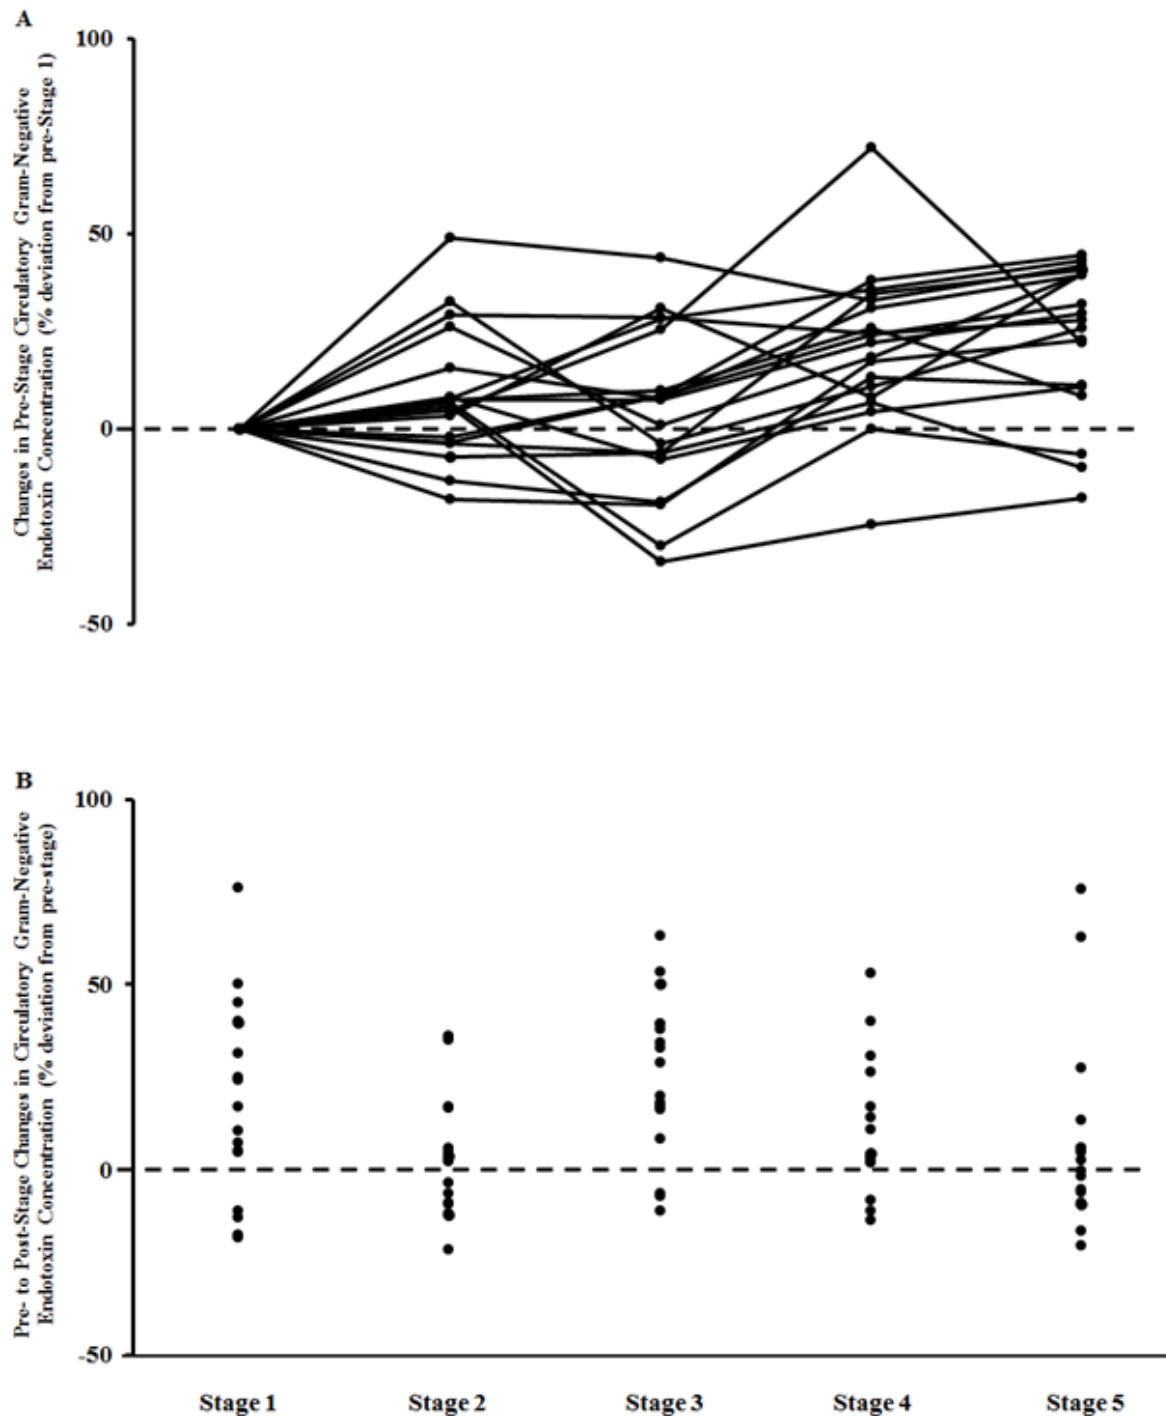 A
Changes in Pre-Stage Circulatory Gram-Negative
Endotoxin Concentration (% deviation from pre-Stage 1)
100
50
0
-50
B
Pre- to Post-Stage Changes in Circulatory Gram-Negative
Endotoxin Concentration (% deviation from pre-stage)
100
50
0
-50
Stage 1
Stage 2
Stage 3
Stage 4
Stage 5